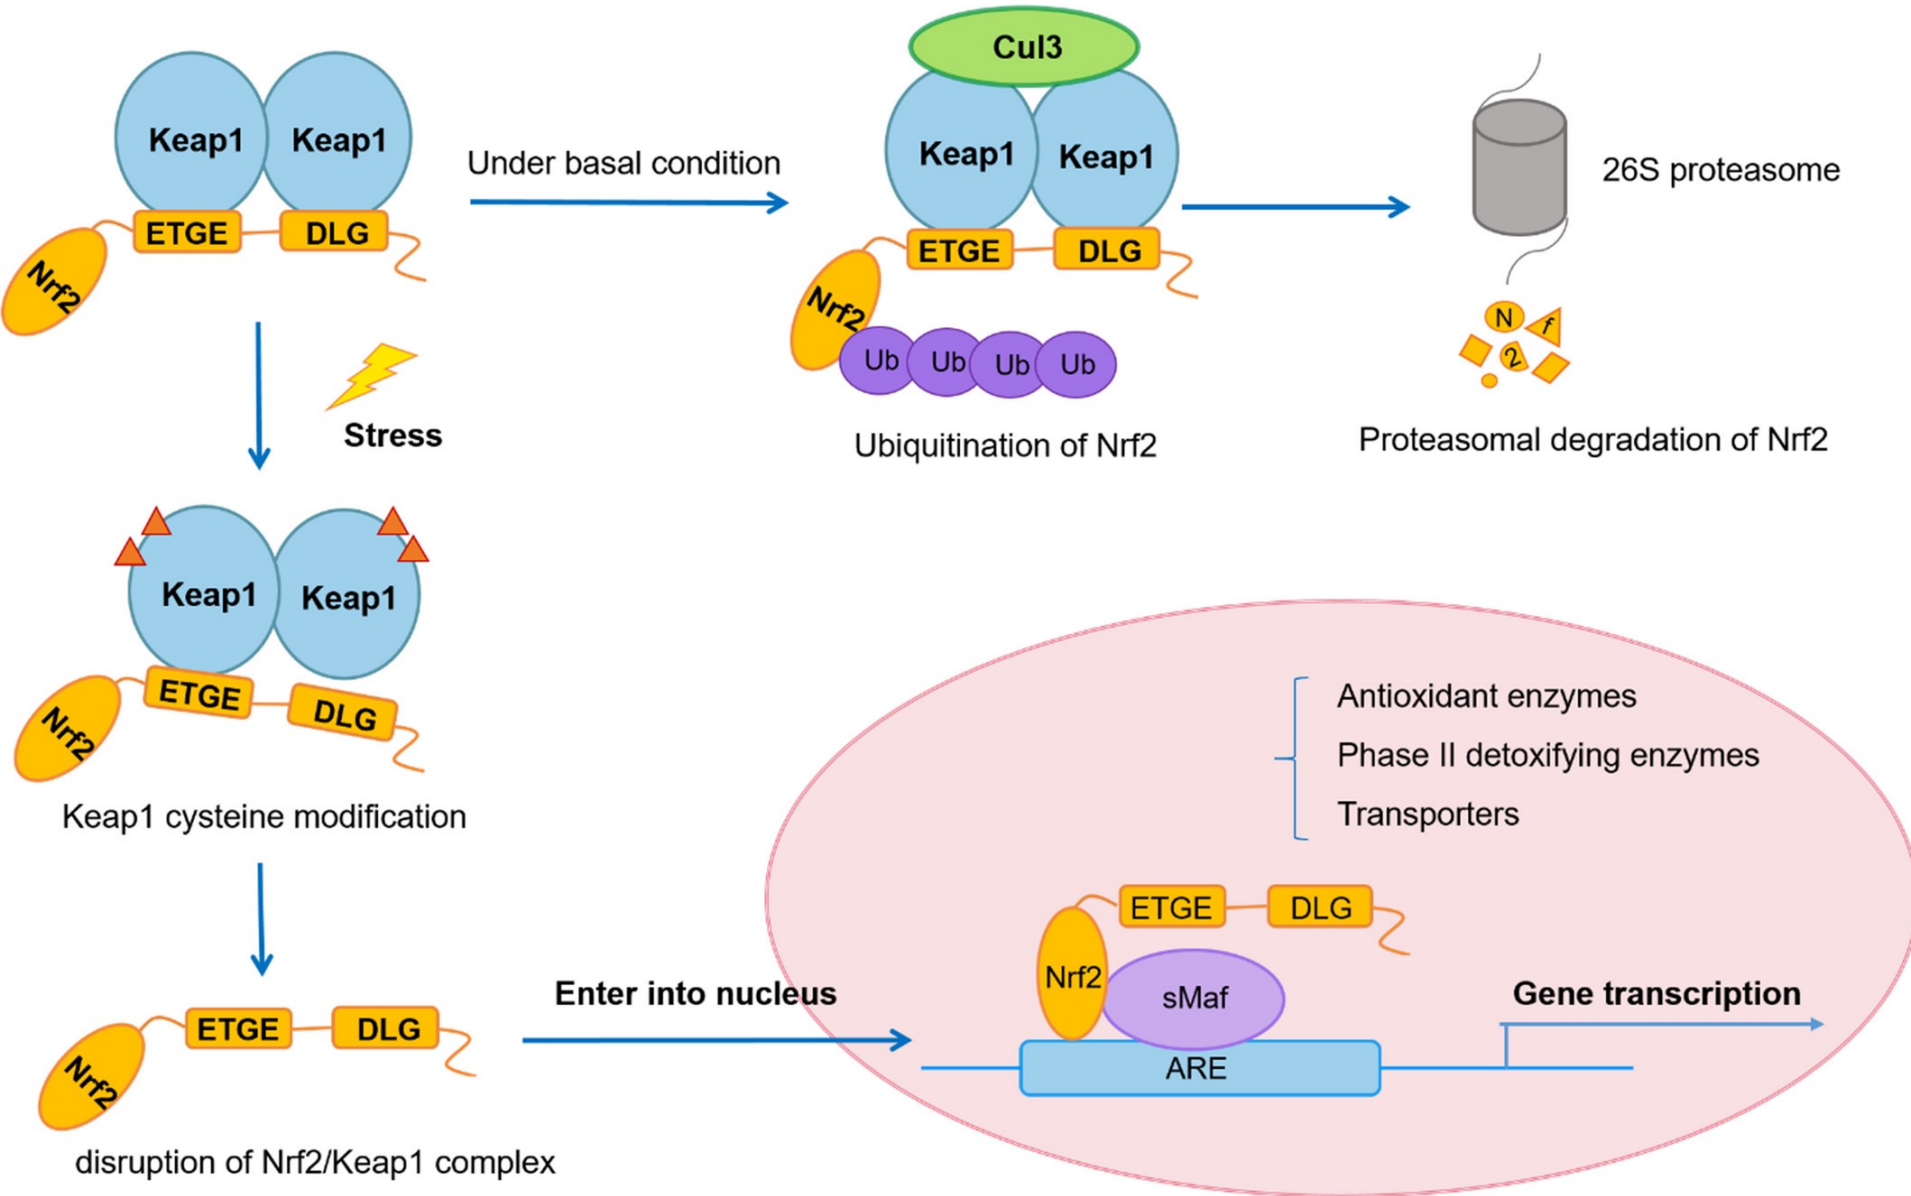 Cul3
Keap1 Keap1
Keap1 Keap1
Under basal condition
26S proteasome
ETGE DLG
ETGE DLG
Nrf2
Nrf2
N f
2
Ub Ub Ub Ub
Stress
Ubiquitination of Nrf2
Proteasomal degradation of Nrf2
Keap1 Keap1
ETGE DLG
Nrf2
Keap1 cysteine modification
Antioxidant enzymes
Phase II detoxifying enzymes
Transporters
ETGE DLG
Nrf2
sMaf
ARE
Gene transcription
Enter into nucleus
ETGE DLG
Nrf2
disruption of Nrf2/Keap1 complex